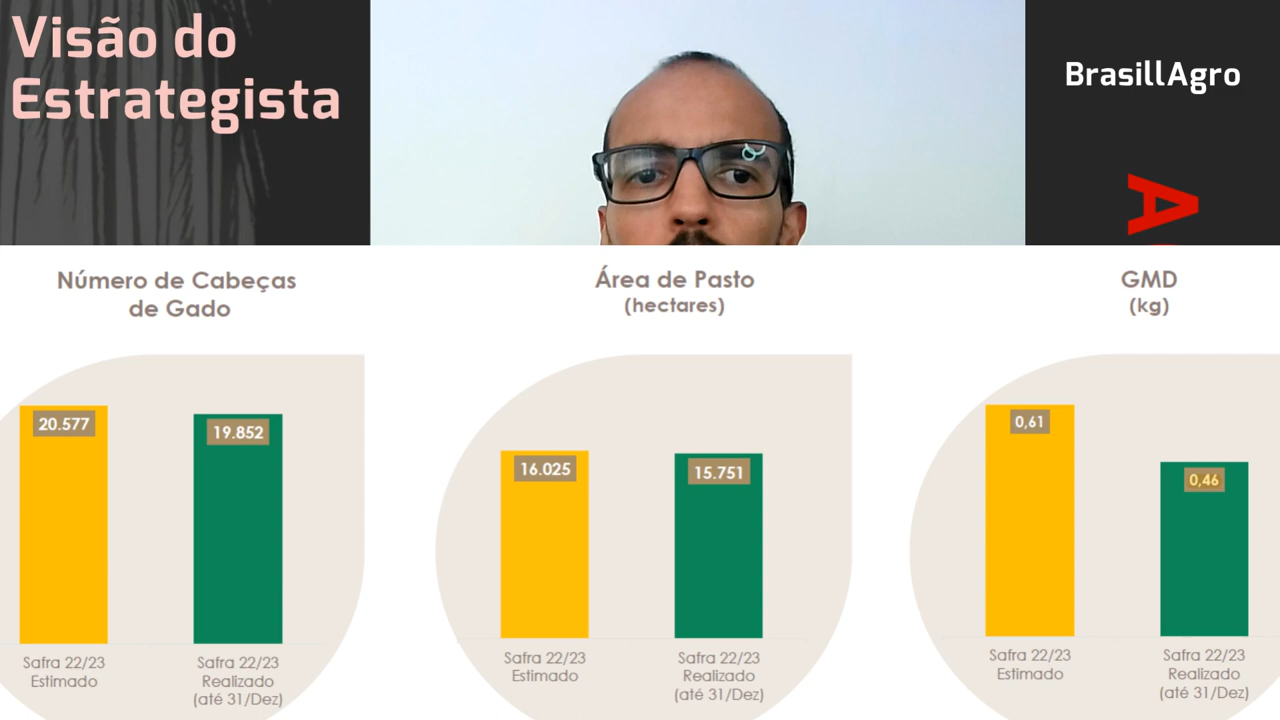 Visão do
Estrategista
BrasillAgro
A
Número de Cabeças
de Gado
20.577
19.852
Safra 22/23
Estimado
Safra 22/23
Realizado
(até 31/Dez)
Área de Pasto
(hectares)
16.025
15.751
Safra 22/23
Estimado
Safra 22/23
Realizado
(até 31/Dez)
GMD
(kg)
0,61
0,46
Safra 22/23
Estimado
Safra 22/23
Realizado
(até 31/Dez)